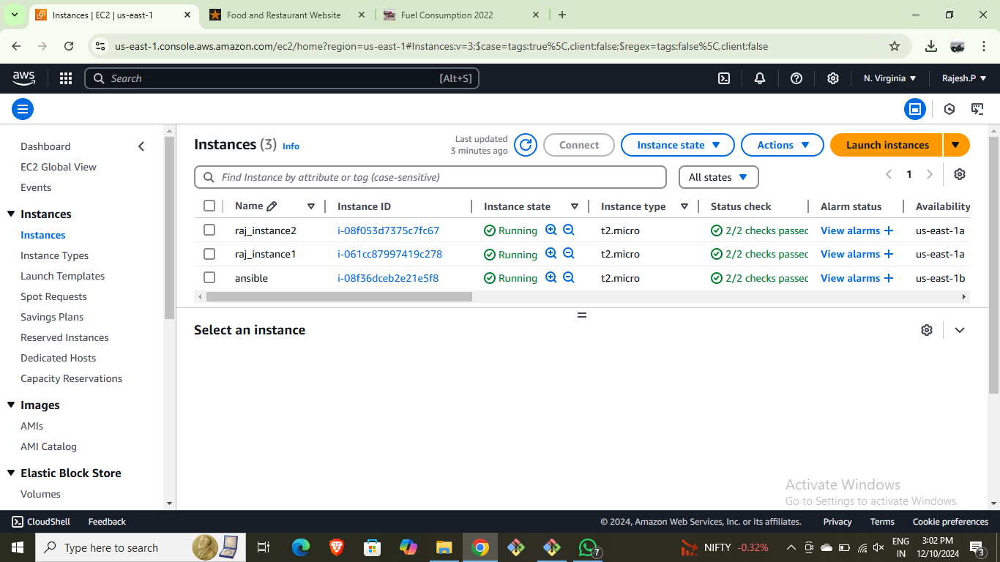 Instances | EC2 | us-east-1
Food and Restaurant Website
Fuel Consumption 2022
us-east-1.console.aws.amazon.com/ec2/home?region=us-east-1#Instances:v=3;$case=tags:true%5C,client:false;$regex=tags:false%5C,client:false
aws
Search [Alt+S]
N. Virginia
Rajesh.P
Dashboard
EC2 Global View
Events
Instances
Instances
Instance Types
Launch Templates
Spot Requests
Savings Plans
Reserved Instances
Dedicated Hosts
Capacity Reservations
Images
AMIs
AMI Catalog
Elastic Block Store
Volumes
Instances (3) Info
Last updated
3 minutes ago
Connect
Instance state
Actions
Launch instances
Find Instance by attribute or tag (case-sensitive)
All states
1
Name Instance ID Instance state Instance type Status check Alarm status Availability
raj_instance2 i-08f053d7375c7fc67 Running t2.micro 2/2 checks passec View alarms + us-east-1a
raj_instance1 i-061cc87997419c278 Running t2.micro 2/2 checks passec View alarms + us-east-1a
ansible i-08f36dceb2e21e5f8 Running t2.micro 2/2 checks passec View alarms + us-east-1b
Select an instance
Activate Windows
Go to Settings to activate Windows.
CloudShell Feedback
© 2024, Amazon Web Services, Inc. or its affiliates. Privacy Terms Cookie preferences
Type here to search
7
NIFTY -0.32%
ENG
IN
3:02 PM
12/10/2024
3